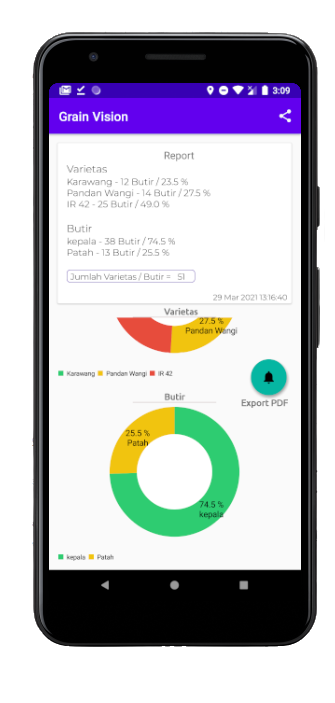 3:09
Grain Vision
Report
Varietas
Karawang - 12 Butir / 23.5 %
Pandan Wangi - 14 Butir / 27.5 %
IR 42 - 25 Butir / 49.0 %
Butir
kepala - 38 Butir / 74.5 %
Patah - 13 Butir / 25.5 %
Jumlah Varietas / Butir = 51
29 Mar 2021 13:16:40
Varietas
27.5 %
Pandan Wangi
Karawang Pandan Wangi IR 42
Export PDF
Butir
25.5 %
Patah
74.5 %
kepala
kepala Patah